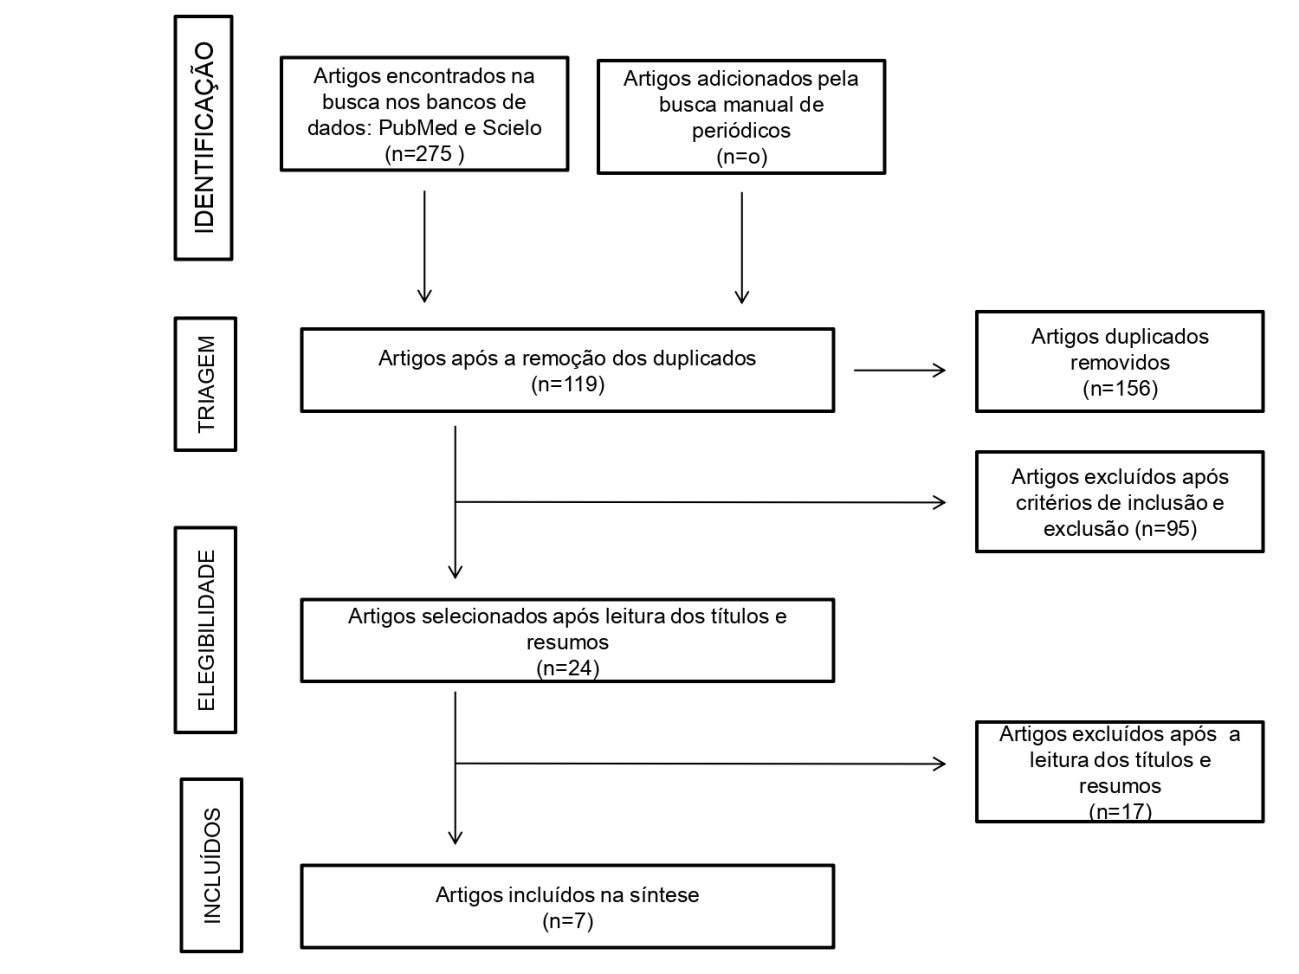 IDENTIFICAÇÃO
Artigos encontrados na
busca nos bancos de
dados: PubMed e Scielo
(n=275 )
Artigos adicionados pela
busca manual de
periódicos
(n=o)
TRIAGEM
Artigos após a remoção dos duplicados
(n=119)
Artigos duplicados
removidos
(n=156)
Artigos excluídos após
critérios de inclusão e
exclusão (n=95)
ELEGIBILIDADE
Artigos selecionados após leitura dos títulos e
resumos
(n=24)
Artigos excluídos após  a
leitura dos títulos e
resumos
(n=17)
INCLUÍDOS
Artigos incluídos na síntese
(n=7)